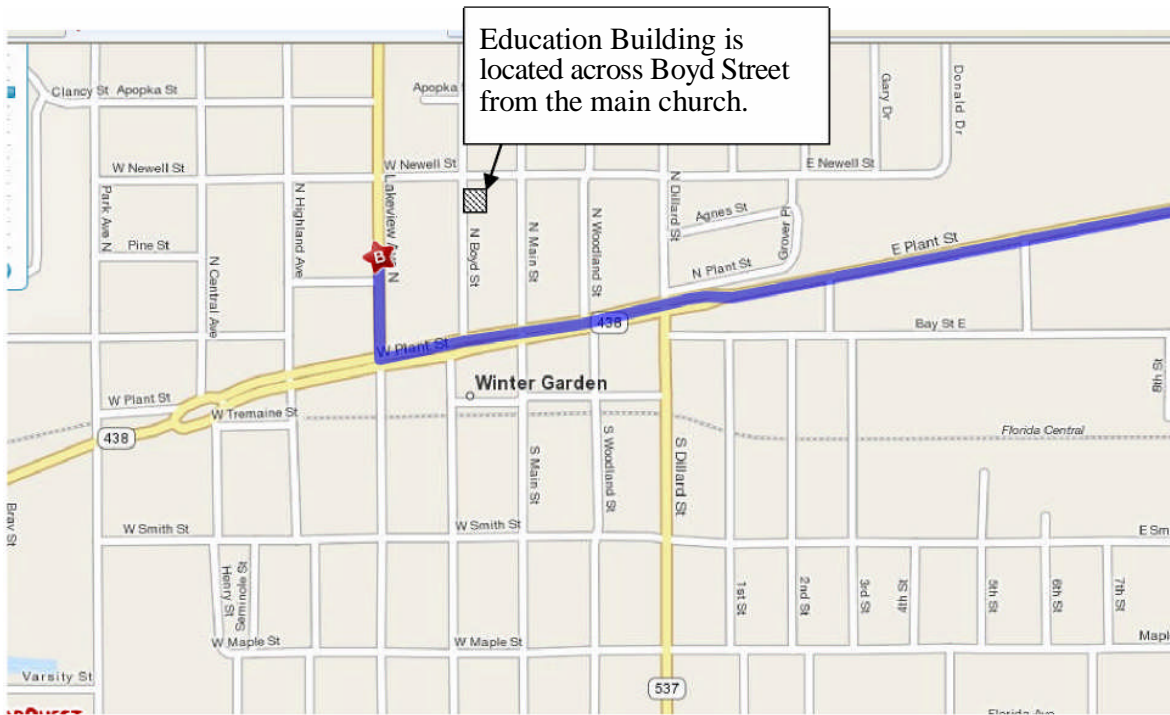 Education Building is
located across Boyd Street
from the main church.
Clancy St
Apopka St
Apopka
Gary Dr
Donald Dr
W Newell St
W Newell St
E Newell St
Park Ave N
Pine St
N Central Ave
N Highland Ave
Lakeview Ave N
B
N Boyd St
N Main St
N Woodland St
N Dillard St
Agnes St
Grover Pl
N Plant St
E Plant St
438
Bay St E
W Plant St
Winter Garden
8th St
W Plant St
W Tremaine St
438
Florida Central
S Main St
S Woodland St
S Dillard St
W Smith St
W Smith St
E Sm
Henry St
Seminole St
1st St
2nd St
3rd St
4th St
5th St
6th St
7th St
W Maple St
W Maple St
Maple
Varsity St
537
Florida Ave